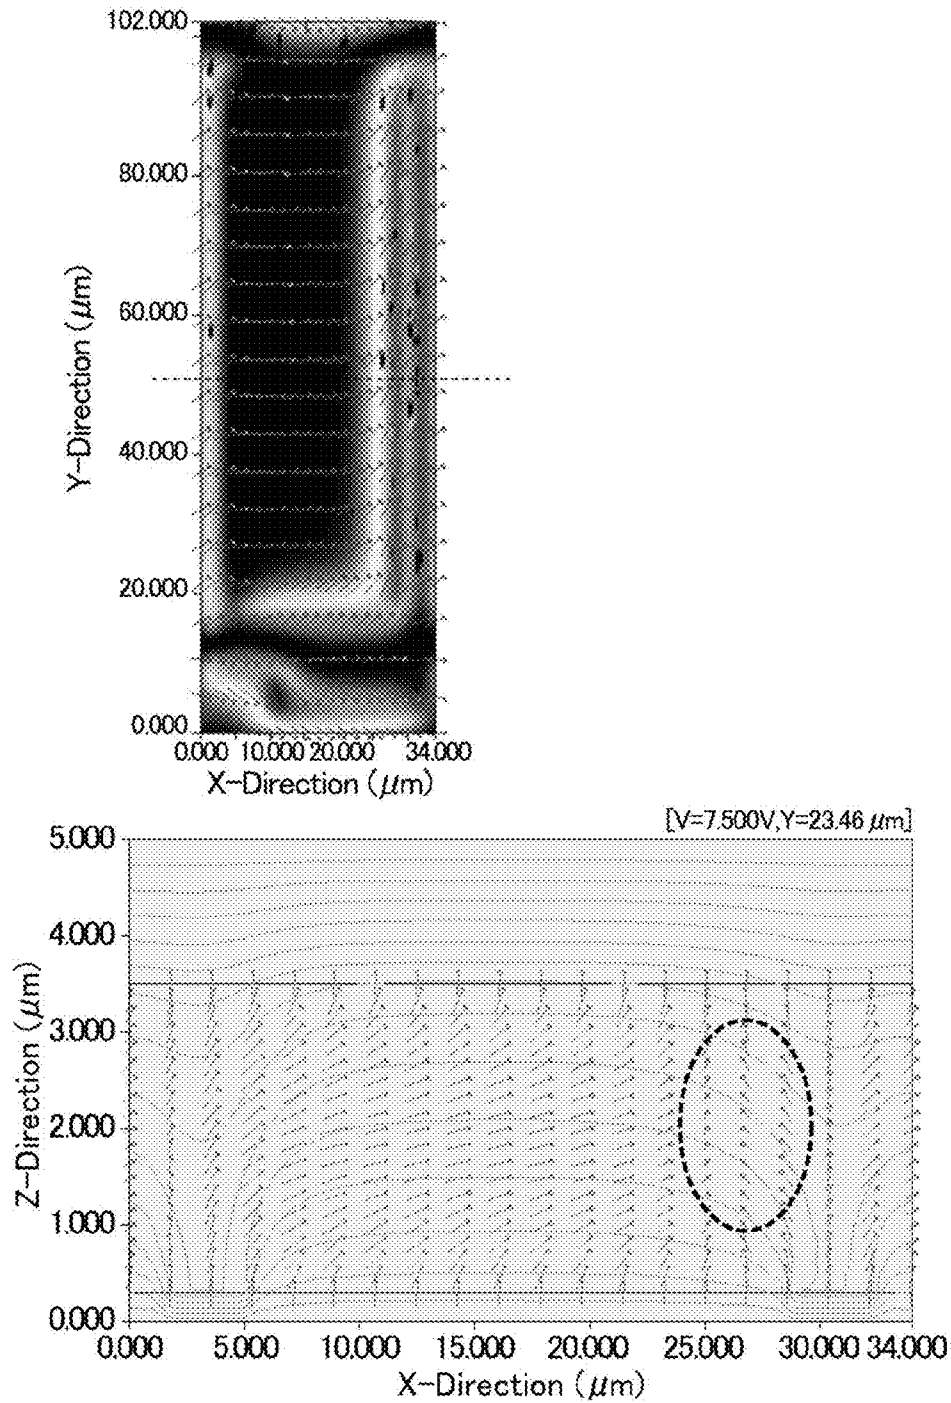 102.000
80.000
60.000
40.000
20.000
0.000
Y-Direction (μm)
0.000 10.000 20.000 34.000
X-Direction (μm)
[V=7.500V,Y=23.46 μm]
5.000
4.000
3.000
2.000
1.000
0.000
Z-Direction (μm)
0.000 5.000 10.000 15.000 20.000 25.000 30.000 34.000
X-Direction (μm)